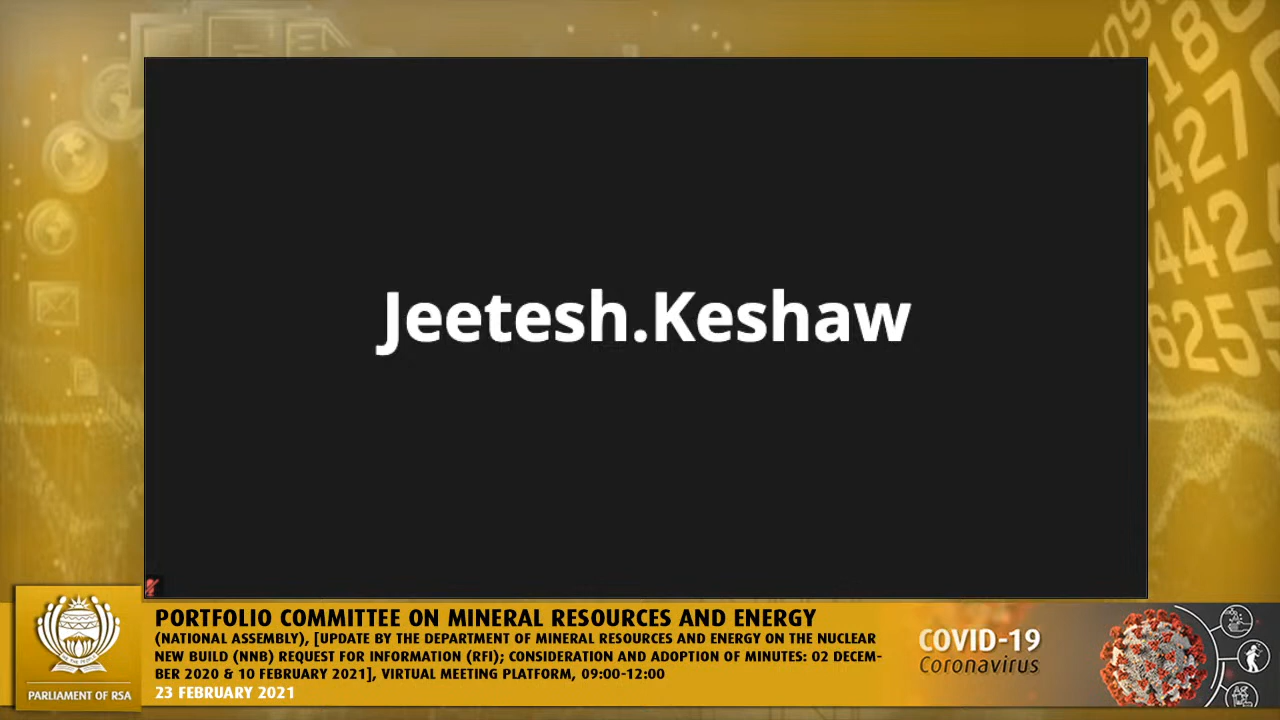 Jeetesh.Keshaw
PORTFOLIO COMMITTEE ON MINERAL RESOURCES AND ENERGY
(NATIONAL ASSEMBLY), [UPDATE BY THE DEPARTMENT OF MINERAL RESOURCES AND ENERGY ON THE NUCLEAR
NEW BUILD (NNB) REQUEST FOR INFORMATION (RFI); CONSIDERATION AND ADOPTION OF MINUTES: 02 DECEM-
BER 2020 & 10 FEBRUARY 2021], VIRTUAL MEETING PLATFORM, 09:00-12:00
23 FEBRUARY 2021
PARLIAMENT OF RSA
COVID-19
Coronavirus